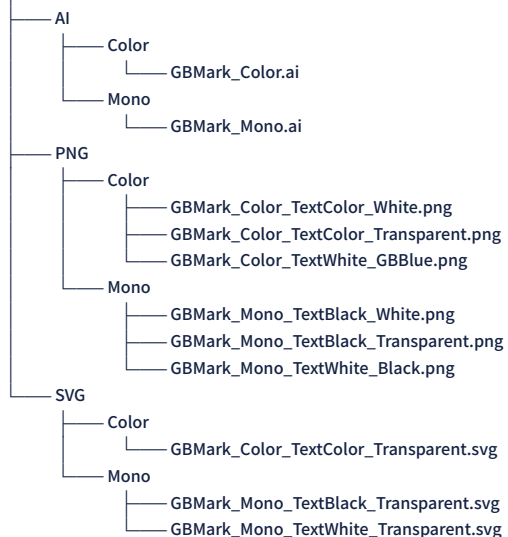 AI
Color
GBMark_Color.ai
Mono
GBMark_Mono.ai
PNG
Color
GBMark_Color_TextColor_White.png
GBMark_Color_TextColor_Transparent.png
GBMark_Color_TextWhite_GBBlue.png
Mono
GBMark_Mono_TextBlack_White.png
GBMark_Mono_TextBlack_Transparent.png
GBMark_Mono_TextWhite_Black.png
SVG
Color
GBMark_Color_TextColor_Transparent.svg
Mono
GBMark_Mono_TextBlack_Transparent.svg
GBMark_Mono_TextWhite_Transparent.svg